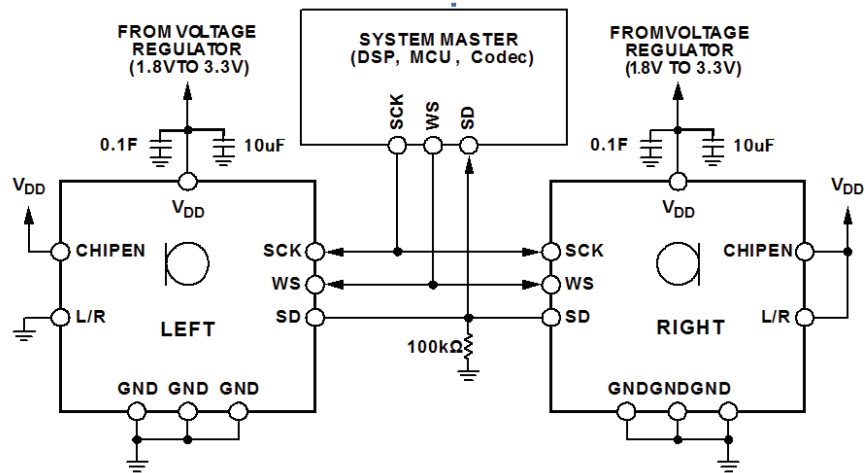 FROM VOLTAGE
REGULATOR
(1.8VTO 3.3V)
SYSTEM MASTER
(DSP, MCU, Codec)
FROMVOLTAGE
REGULATOR
(1.8V TO 3.3V)
SCK
WS
SD
0.1F
10uF
0.1F
10uF
VDD
VDD
VDD
VDD
CHIPEN
SCK
SCK
CHIPEN
WS
WS
L/R
SD
SD
L/R
LEFT
RIGHT
100kΩ
GND GND GND
GNDGNDGND